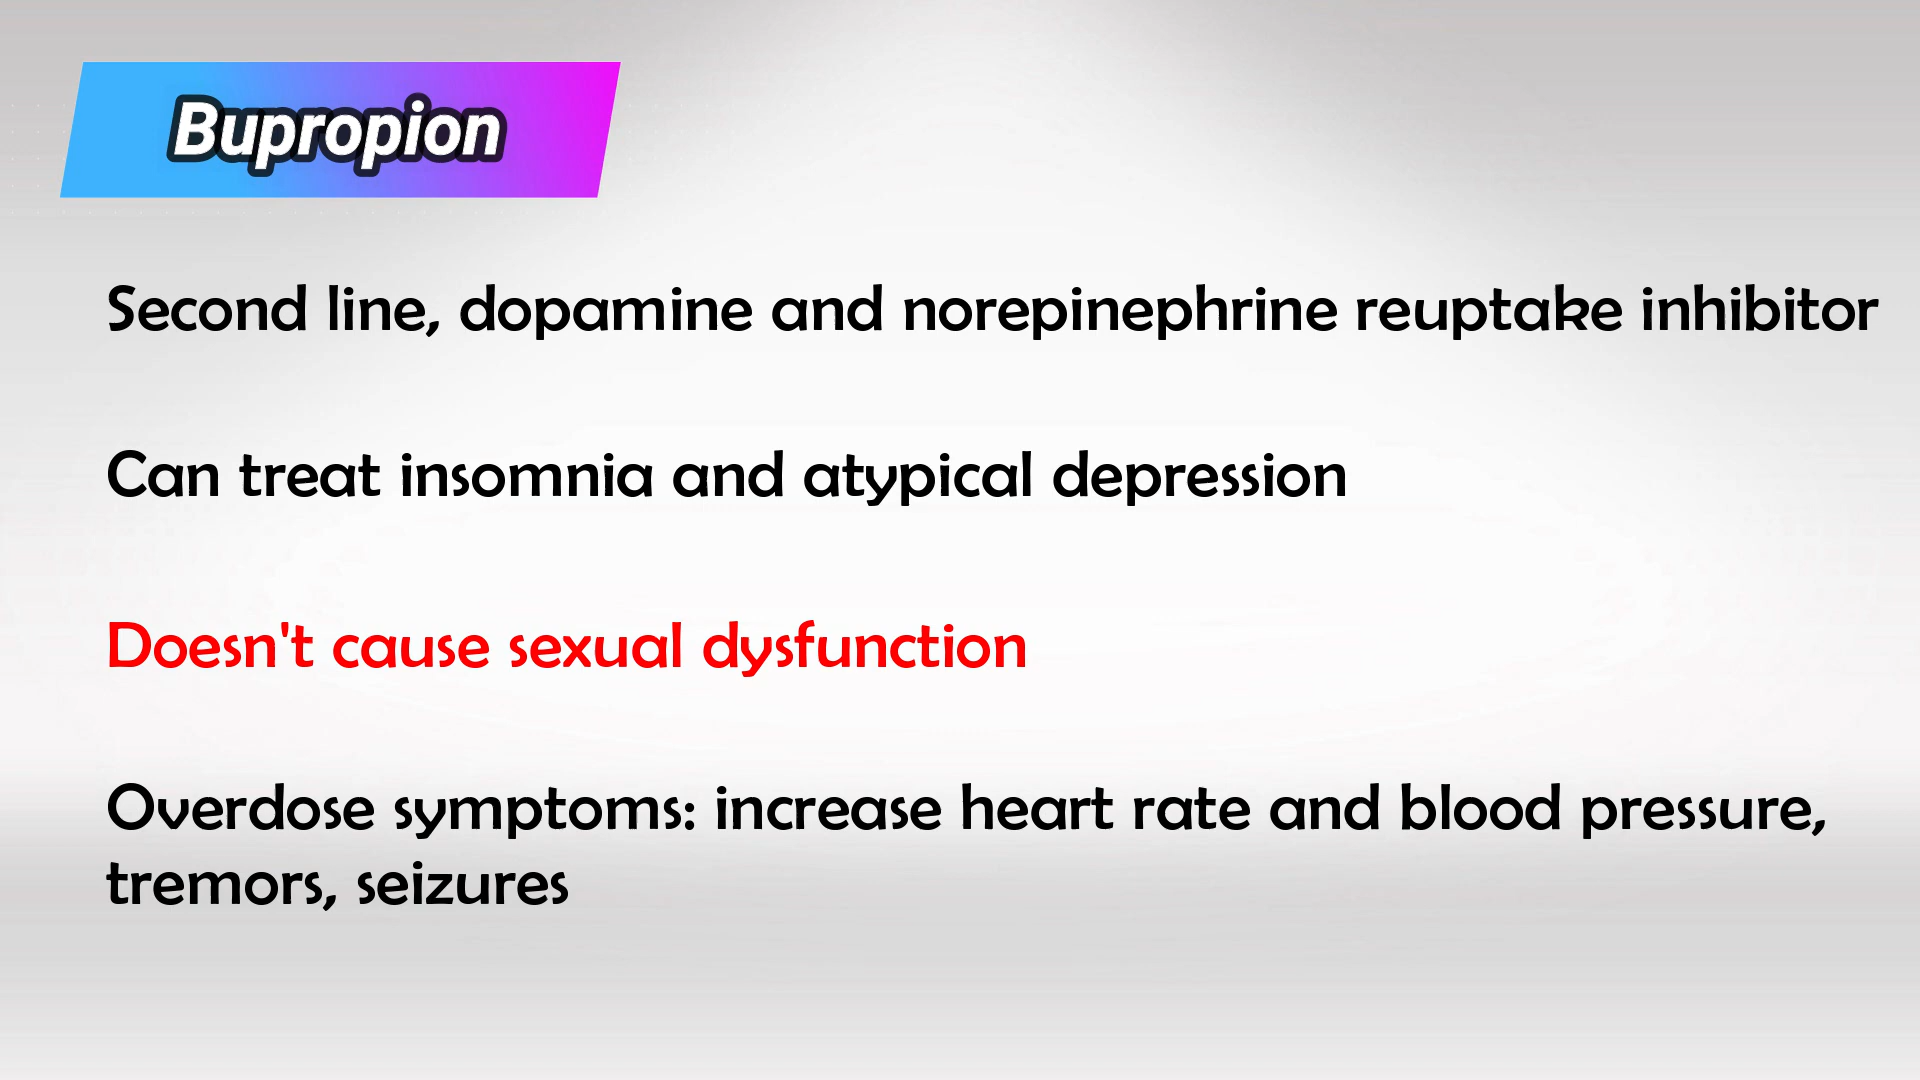 Bupropion
Second line, dopamine and norepinephrine reuptake inhibitor
Can treat insomnia and atypical depression
Doesn't cause sexual dysfunction
Overdose symptoms: increase heart rate and blood pressure,
tremors, seizures